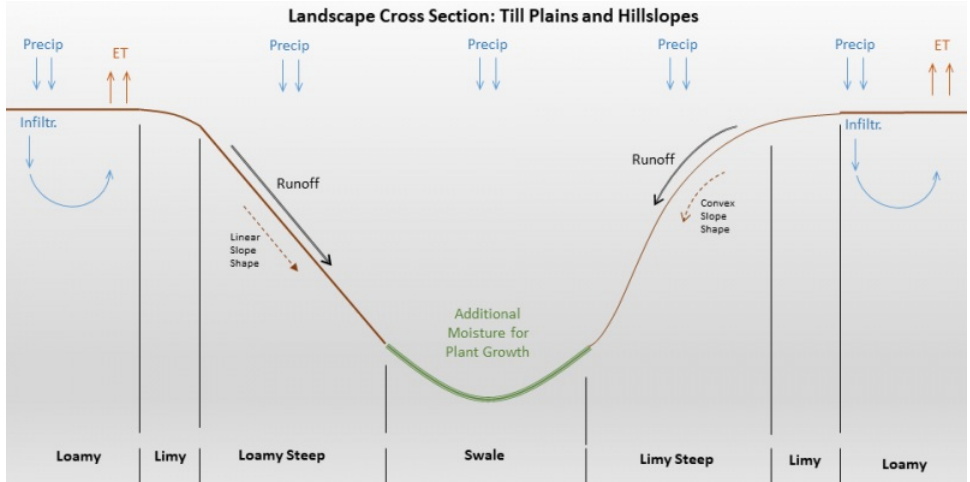 Landscape Cross Section: Till Plains and Hillslopes
Precip
ET
Precip
Precip
Precip
Precip
ET
Infiltr.
Infiltr.
Runoff
Runoff
Linear
Slope
Shape
Convex
Slope
Shape
Additional
Moisture for
Plant Growth
Loamy
Limy
Loamy Steep
Swale
Limy Steep
Limy
Loamy